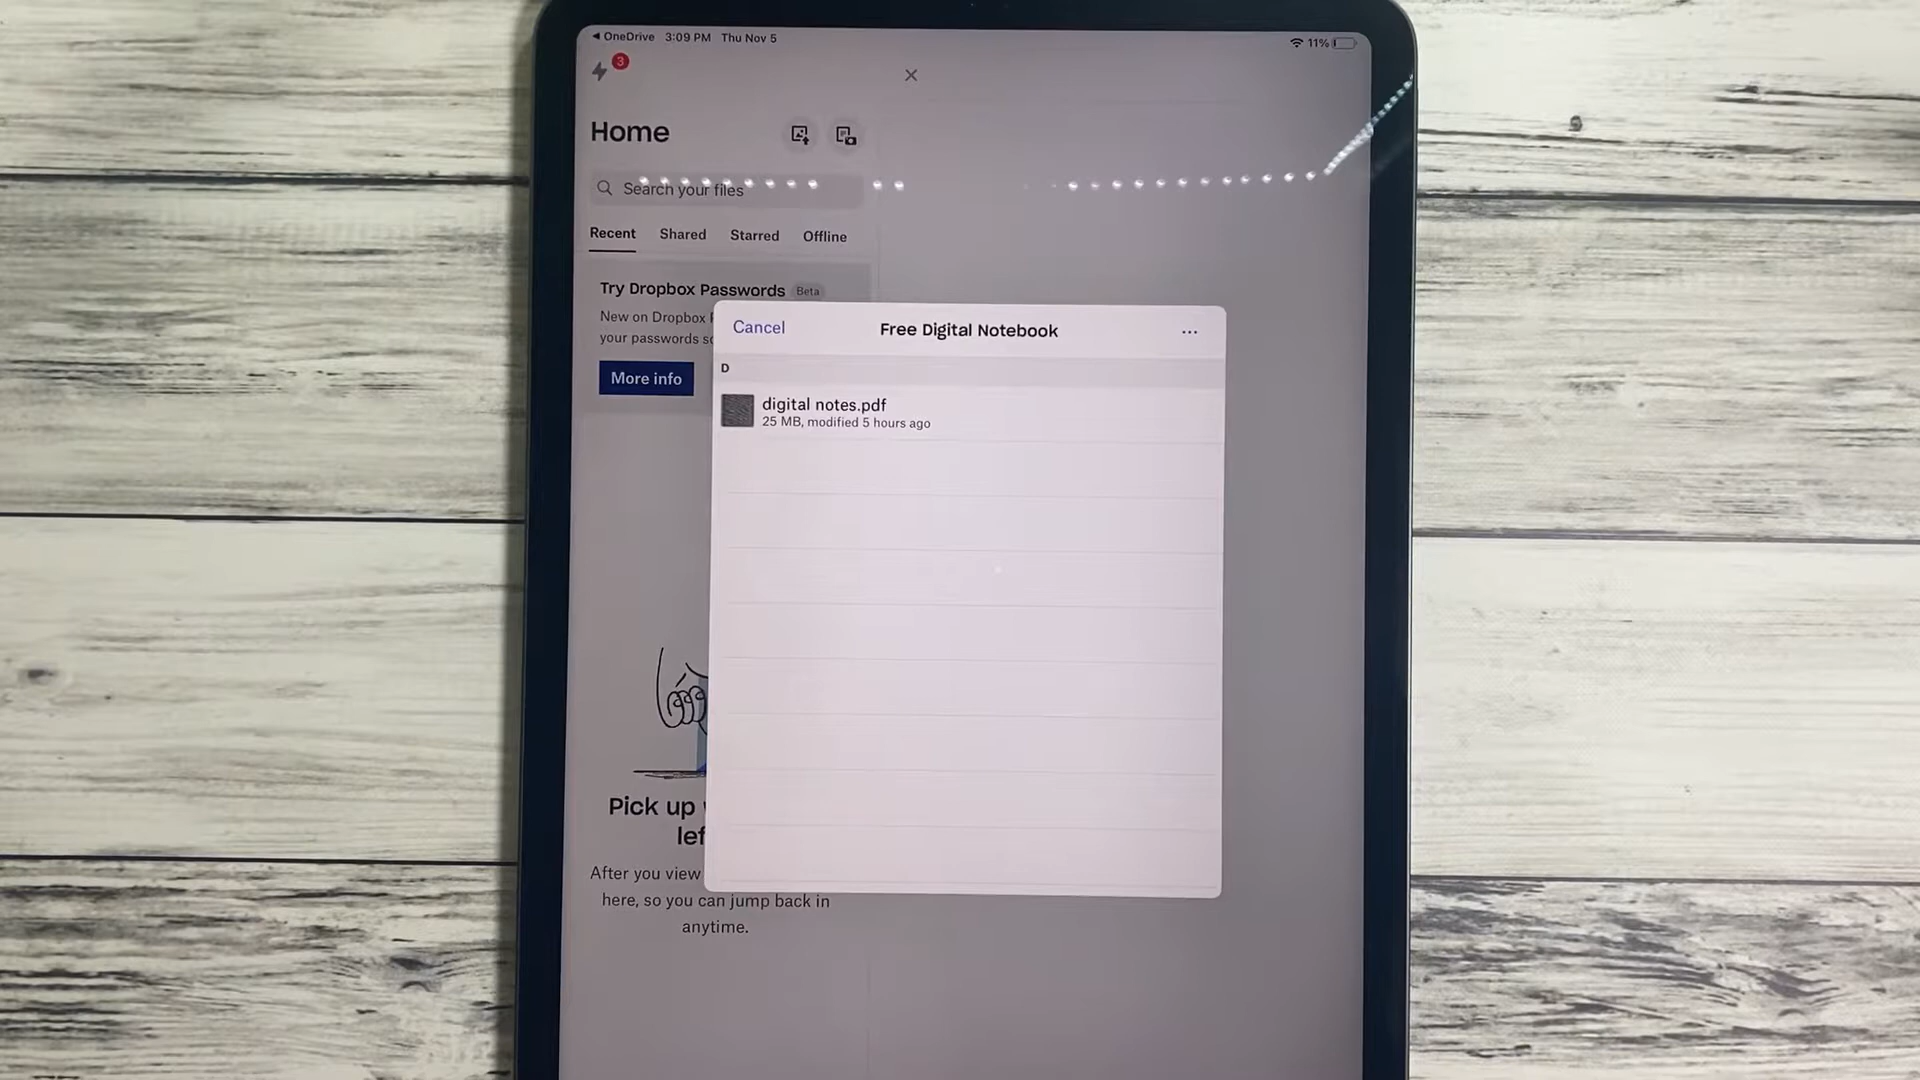 OneDrive 3:09 PM Thu Nov 5
11%
3
Home
Search your files
Recent Shared Starred Offline
Try Dropbox Passwords Beta
New on Dropbox
your passwords
More info
Cancel
Free Digital Notebook
...
D
digital notes.pdf
25 MB, modified 5 hours ago
Pick up
After you view
here, so you can jump back in
anytime.